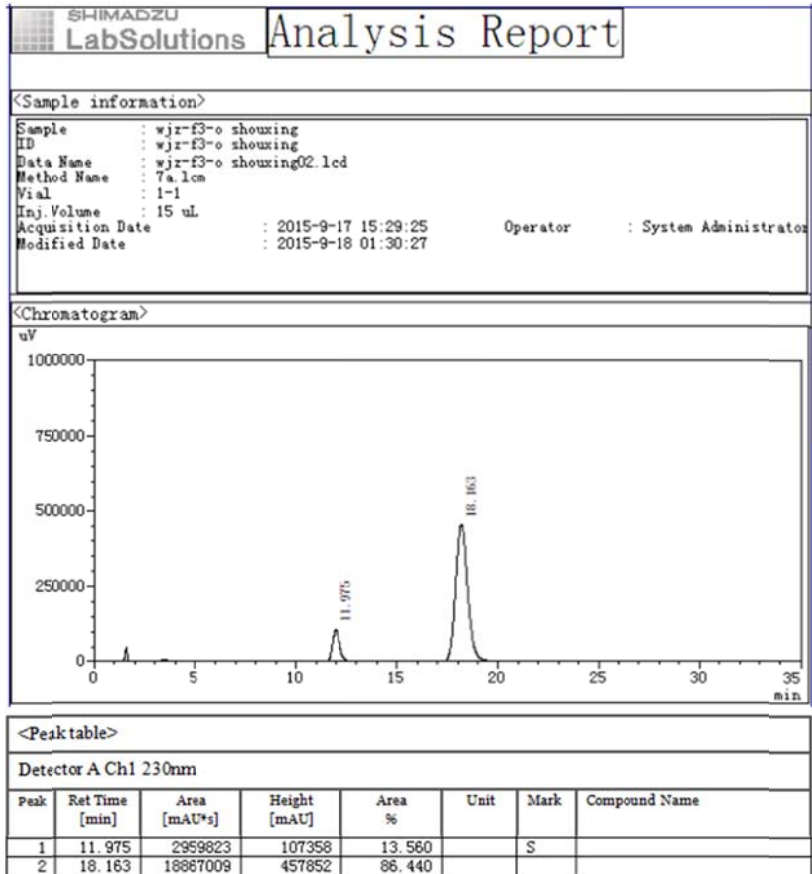 SHIMADZU
LabSolutions Analysis Report
<Sample information>
Sample : wjz-f3-o shouxing
ID : wjz-f3-o shouxing
Data Name : wjz-f3-o shouxing02.lcd
Method Name : 7a.lcm
Vial : 1-1
Inj.Volume : 15 uL
Acquisition Date : 2015-9-17 15:29:25 Operator : System Administrator
Modified Date : 2015-9-18 01:30:27
<Chromatogram>
uV
1000000
750000
500000
250000
0
11.975
18.163
0 5 10 15 20 25 30 35
min
<Peak table>
Detector A Ch1 230nm
Peak Ret Time [min] Area [mAU*s] Height [mAU] Area % Unit Mark Compound Name
1 11.975 2959823 107358 13.560 S
2 18.163 18867009 457852 86.440